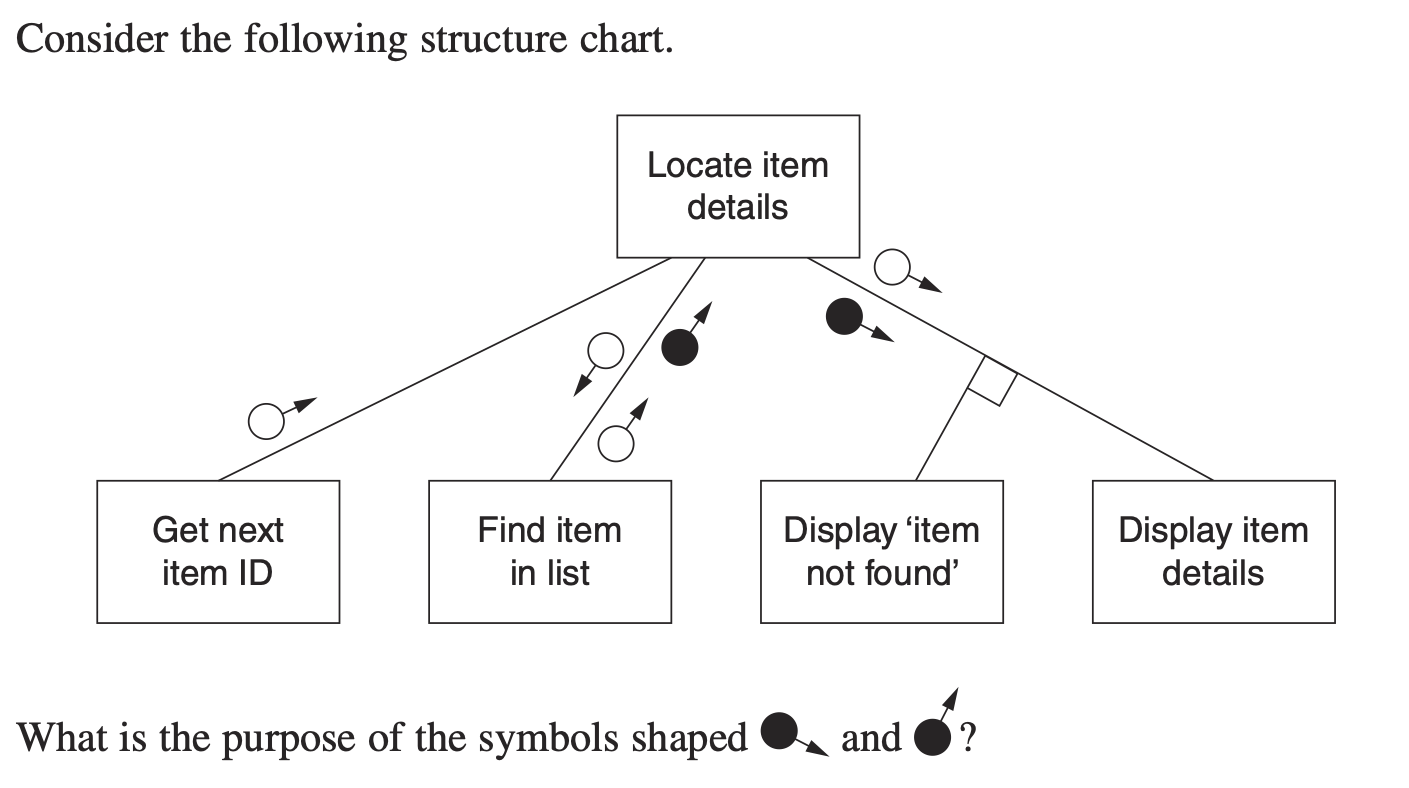 Consider the following structure chart.
Locate item
details
Get next
item ID
Find item
in list
Display ‘item
not found’
Display item
details
What is the purpose of the symbols shaped and ?